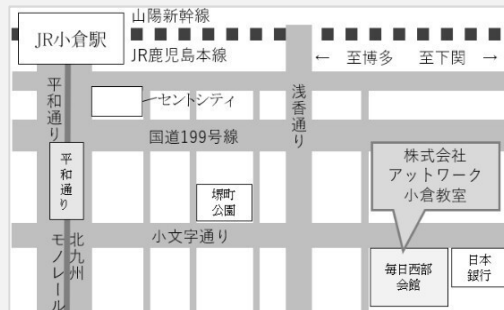 山陽新幹線
JR小倉駅
JR鹿児島本線
← 至博多 至下関 →
平和通り
セントシティ
浅香通り
国道199号線
平和通り
株式会社
アットワーク
小倉教室
堺町
公園
小文字通り
北九州
モノレール
毎日西部
会館
日本
銀行